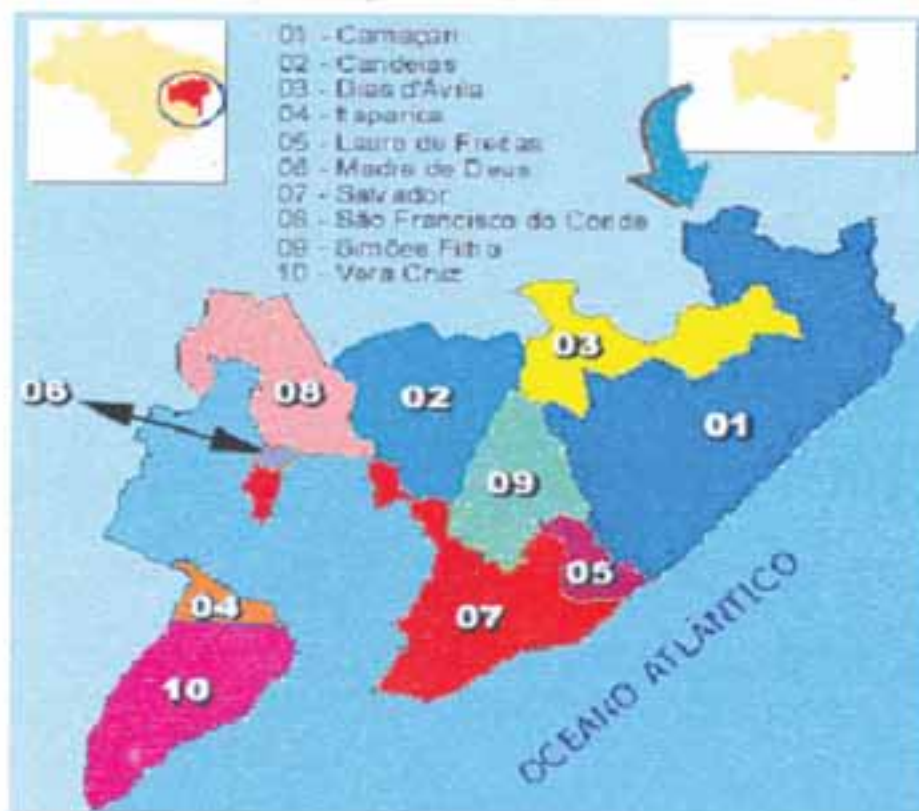 01 - Camaçari
02 - Candeias
03 - Dias d'Ávila
04 - Itaparica
05 - Lauro de Freitas
06 - Madre de Deus
07 - Salvador
08 - São Francisco do Conde
09 - Simões Filho
10 - Vera Cruz
03
06
08
02
01
09
05
04
07
10
OCEANO ATLÂNTICO